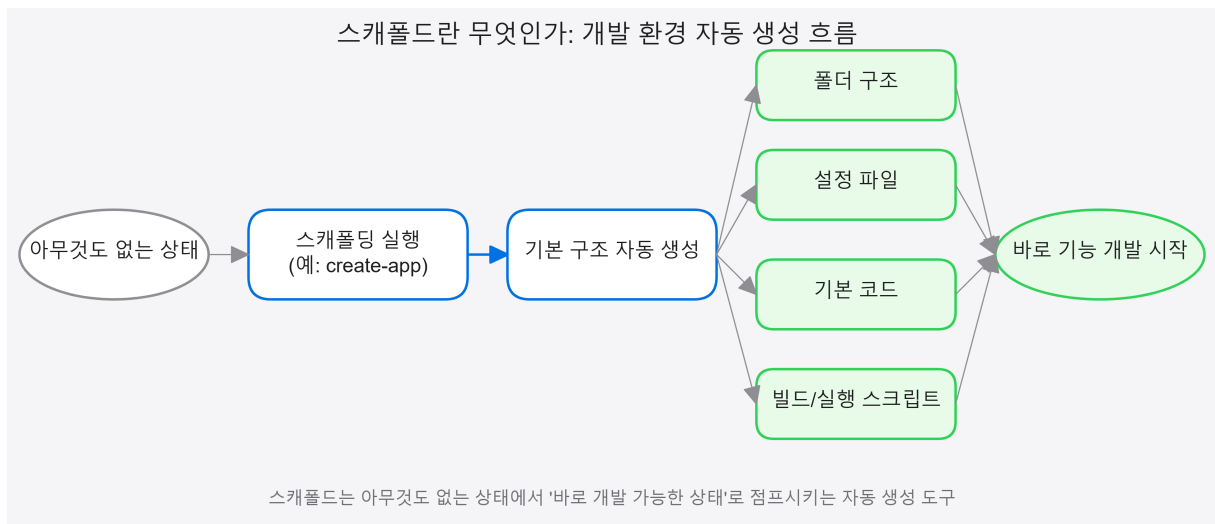 스캐폴드란 무엇인가: 개발 환경 자동 생성 흐름
아무것도 없는 상태
스캐폴딩 실행
(예: create-app)
기본 구조 자동 생성
폴더 구조
설정 파일
기본 코드
빌드/실행 스크립트
바로 기능 개발 시작
스캐폴드는 아무것도 없는 상태에서 '바로 개발 가능한 상태'로 점프시키는 자동 생성 도구